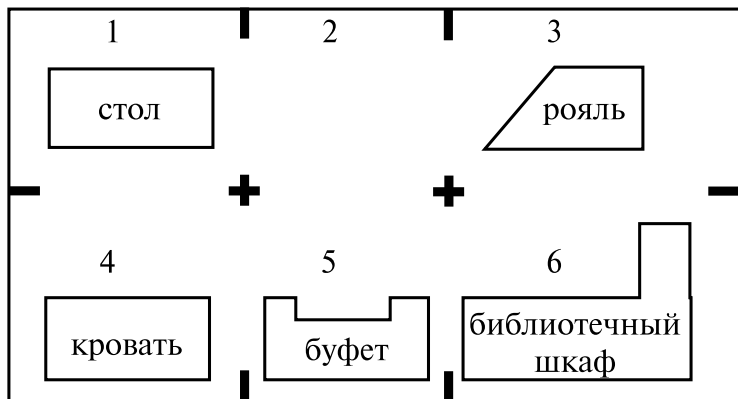 1 2 3
стол
рояль
4 5 6
кровать
буфет
библиотечный
шкаф